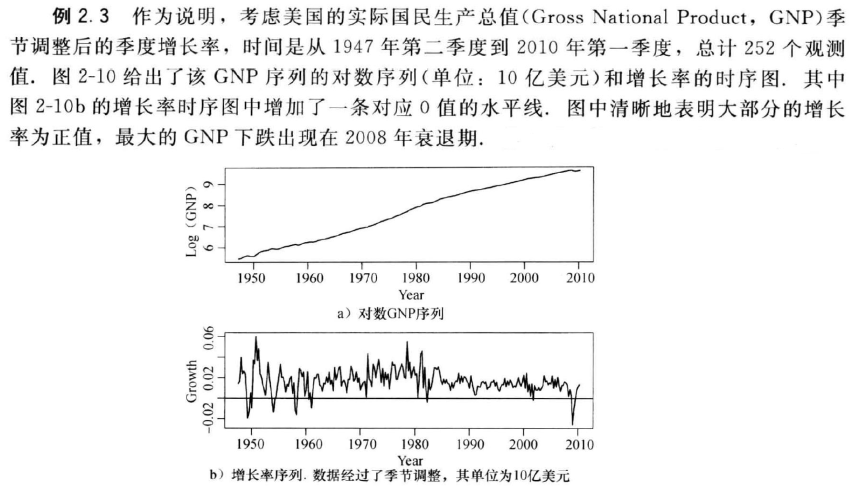 例 2.3 作为说明，考虑美国的实际国民生产总值(Gross National Product，GNP)季
节调整后的季度增长率，时间是从 1947 年第二季度到 2010 年第一季度，总计 252 个观测
值．图 2-10 给出了该 GNP 序列的对数序列(单位：10 亿美元)和增长率的时序图．其中
图 2-10b 的增长率时序图中增加了一条对应 0 值的水平线．图中清晰地表明大部分的增长
率为正值，最大的 GNP 下跌出现在 2008 年衰退期．
Log (GNP)
9
8
7
6
1950 1960 1970 1980 1990 2000 2010
Year
a）对数GNP序列
Growth
0.06
0.02
-0.02
1950 1960 1970 1980 1990 2000 2010
Year
b）增长率序列．数据经过了季节调整，其单位为10亿美元